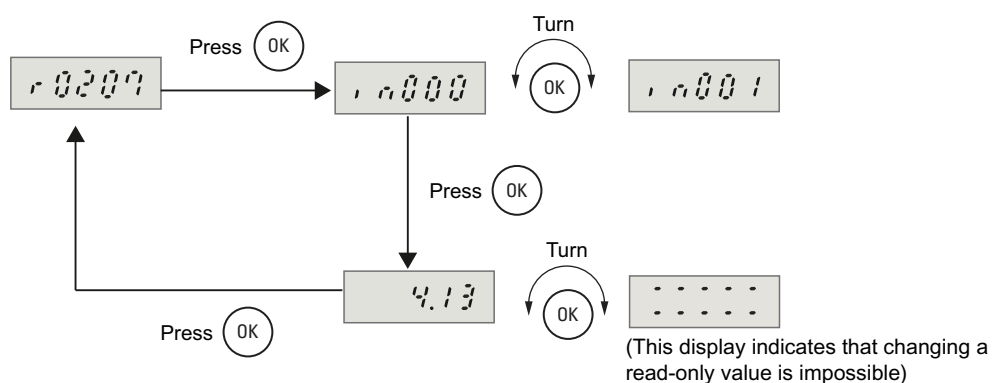 Turn
Press OK
r0207
in000
OK
in001
Press OK
Turn
4.13
OK
- - - - -
- - - - -
Press OK
(This display indicates that changing a
read-only value is impossible)